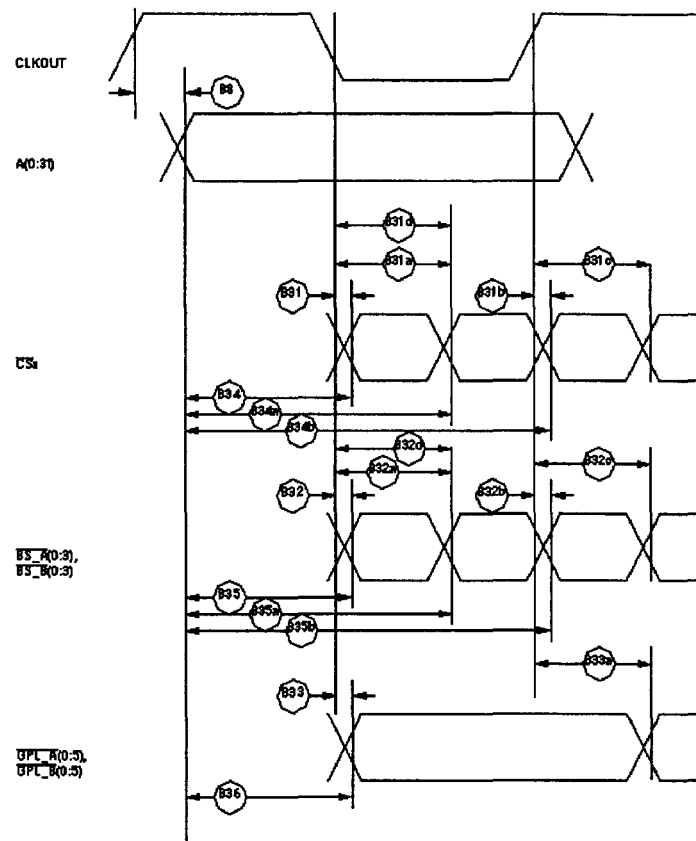 CLKOUT
B8
A(0:31)
B31d
B31a
B31c
B31
B31b
CSx
B34
B34a
B34b
B32d
B32a
B32c
B32
B32b
BS_A(0:3),
BS_B(0:3)
B35
B35a
B35b
B33a
B33
GPL_A(0:5),
GPL_B(0:5)
B36